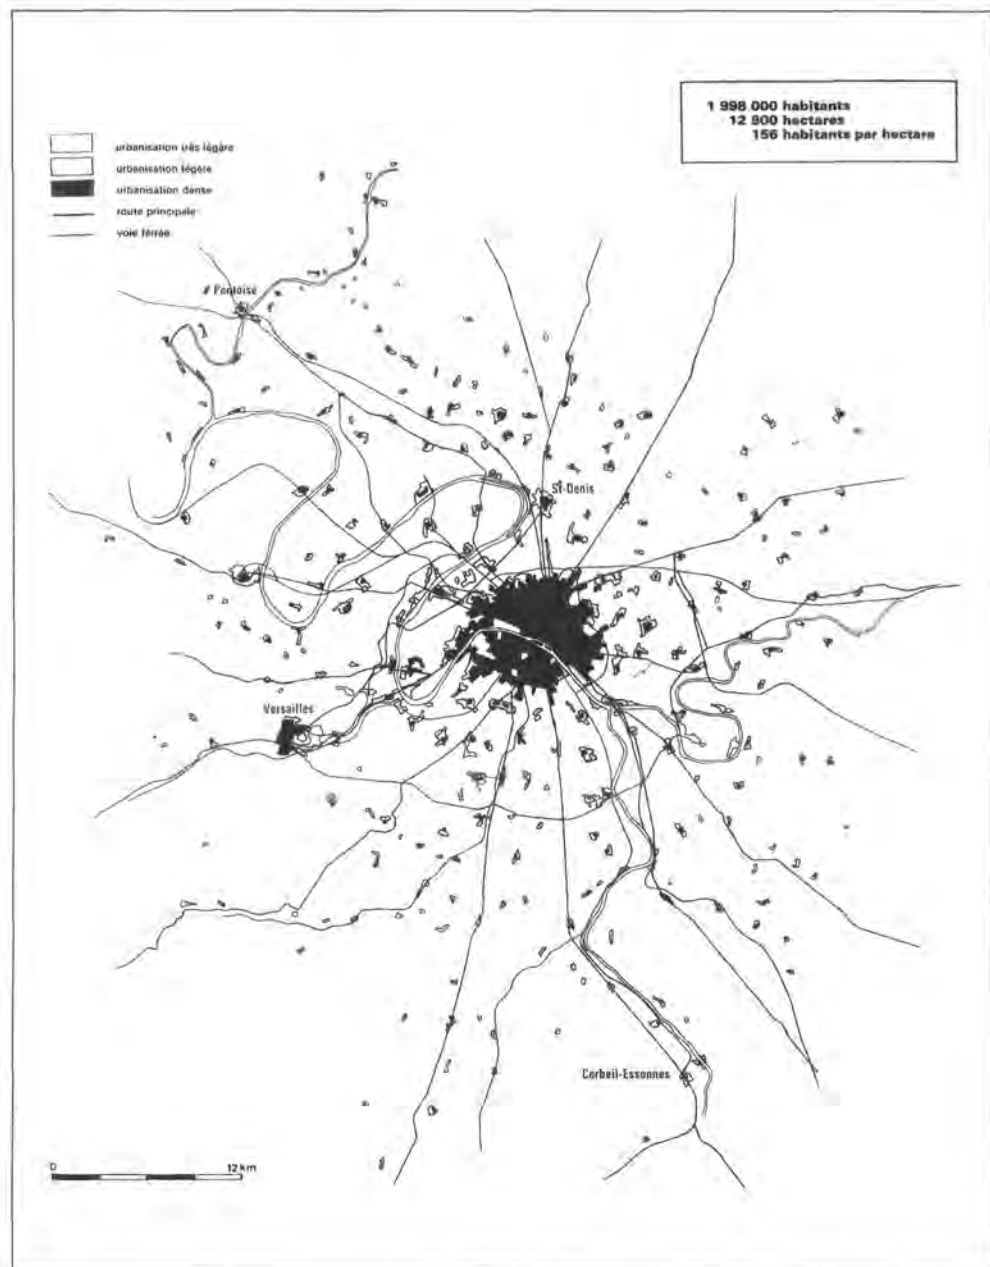 1 998 000 habitants
12 800 hectares
156 habitants par hectare
urbanisation très légère
urbanisation légère
urbanisation dense
route principale
voie ferrée
Pontoise
St-Denis
Versailles
Corbeil-Essonnes
0 12 km